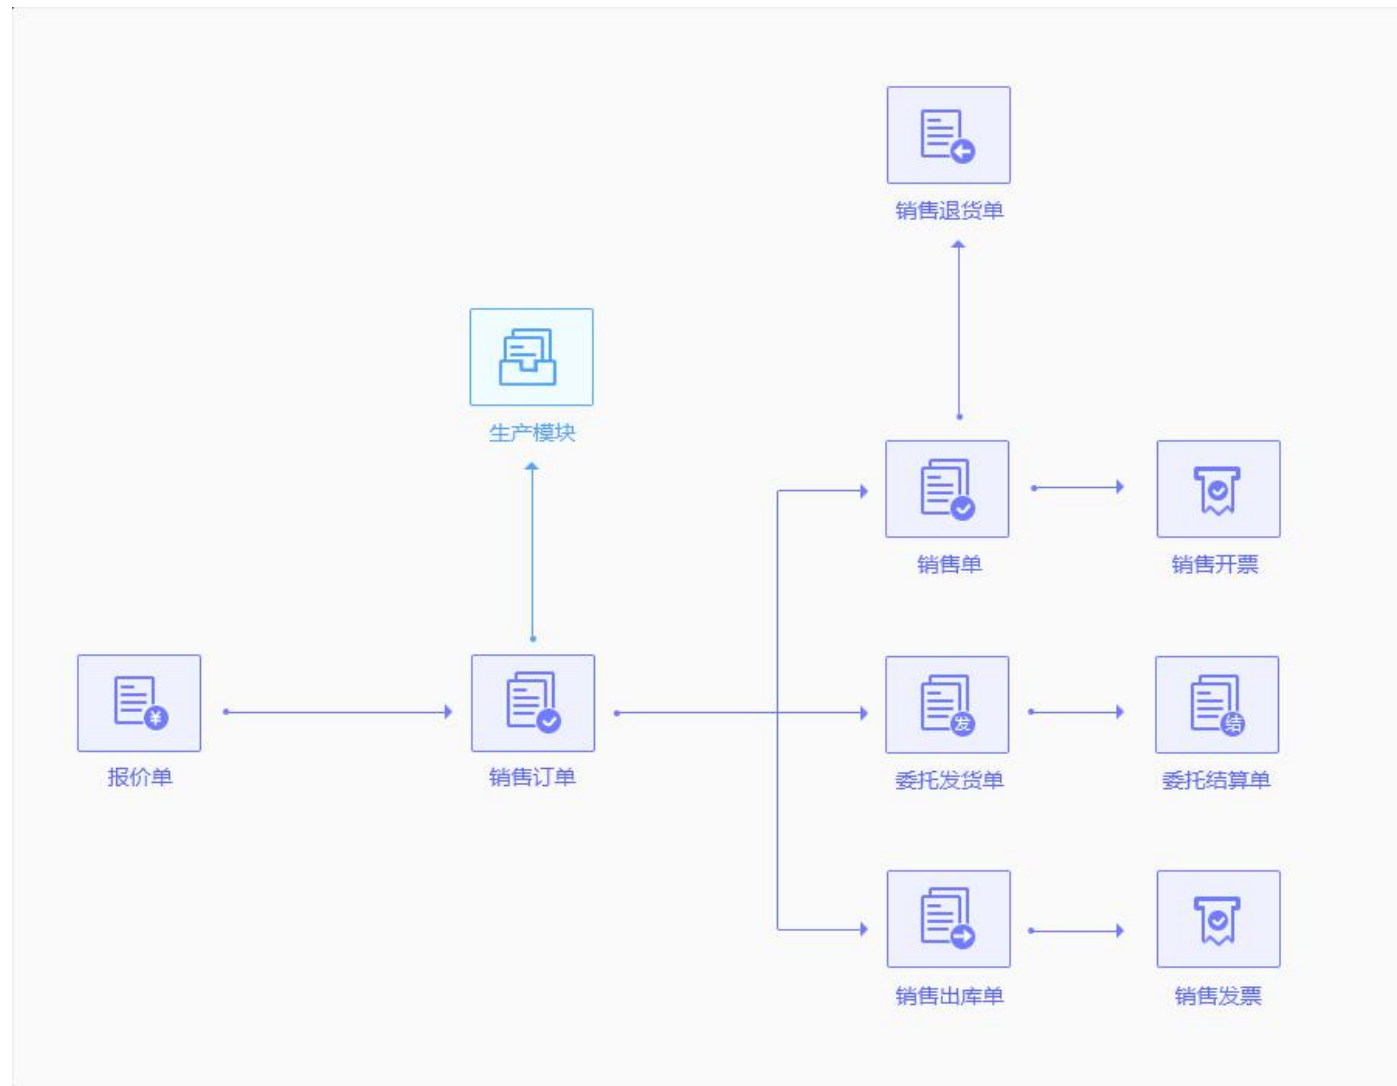 销售退货单
生产模块
销售单
销售开票
¥
报价单
销售订单
发
委托发货单
结
委托结算单
销售出库单
销售发票